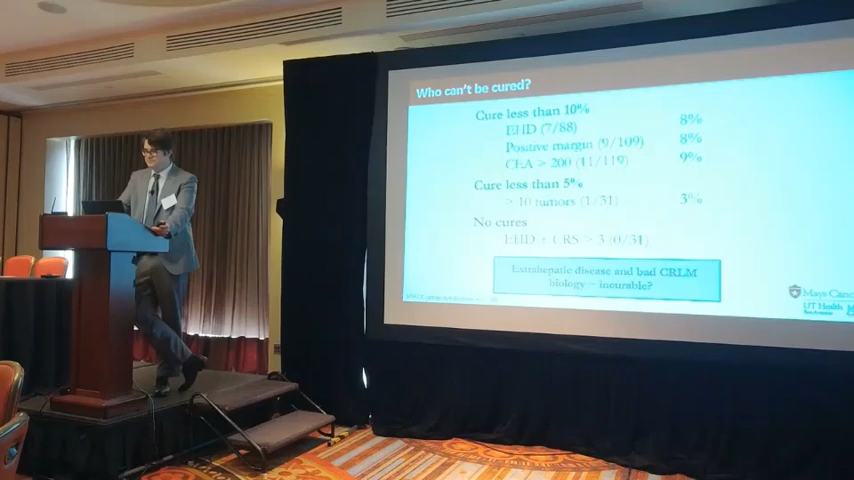 Who can't be cured?
Cure less than 10%
EHD (7/88) 8%
Positive margin (9/109) 8%
CEA > 200 (11/119) 9%
Cure less than 5%
> 10 tumors (1/31) 3%
No cures
EHD + CRS > 3 (0/31)
Extrahepatic disease and bad CRLM
biology – incurable?
Mays Canc
UT Health